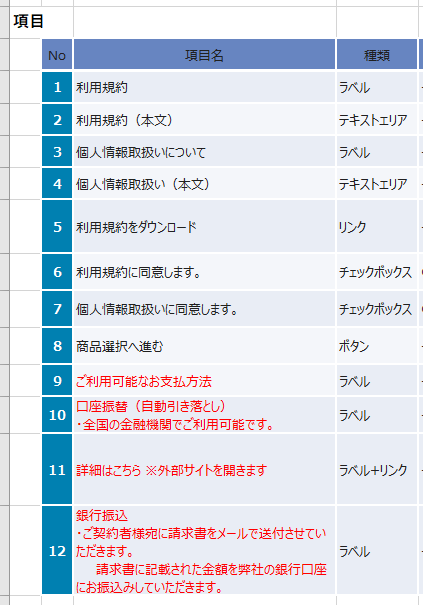 項目
No 項目名 種類
1 利用規約 ラベル
2 利用規約（本文） テキストエリア
3 個人情報取扱いについて ラベル
4 個人情報取扱い（本文） テキストエリア
5 利用規約をダウンロード リンク
6 利用規約に同意します。 チェックボックス
7 個人情報取扱いに同意します。 チェックボックス
8 商品選択へ進む ボタン
9 ご利用可能なお支払方法 ラベル
10 口座振替（自動引き落とし） ラベル
・全国の金融機関でご利用可能です。
11 詳細はこちら ※外部サイトを開きます ラベル+リンク
銀行振込
・ご契約者様宛に請求書をメールで送付させてい
12 ただきます。 ラベル
請求書に記載された金額を弊社の銀行口座
にお振込みしていただきます。